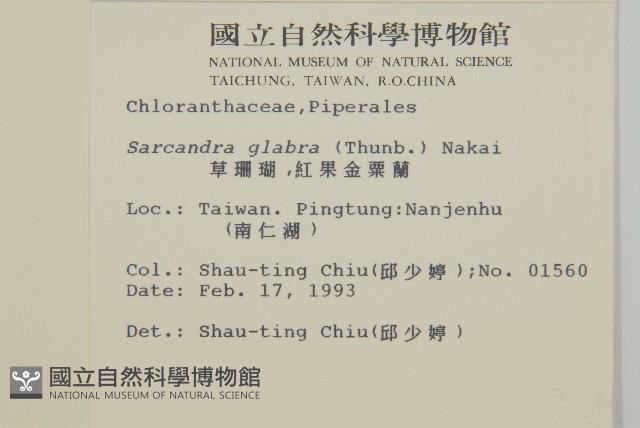 國立自然科學博物館
NATIONAL MUSEUM OF NATURAL SCIENCE
TAICHUNG, TAIWAN, R.O.CHINA
Chloranthaceae,Piperales
Sarcandra glabra (Thunb.) Nakai
草珊瑚,紅果金粟蘭
Loc.: Taiwan. Pingtung:Nanjenhu
(南仁湖)
Col.: Shau-ting Chiu(邱少婷);No. 01560
Date: Feb. 17, 1993
Det.: Shau-ting Chiu(邱少婷)
國立自然科學博物館
NATIONAL MUSEUM OF NATURAL SCIENCE